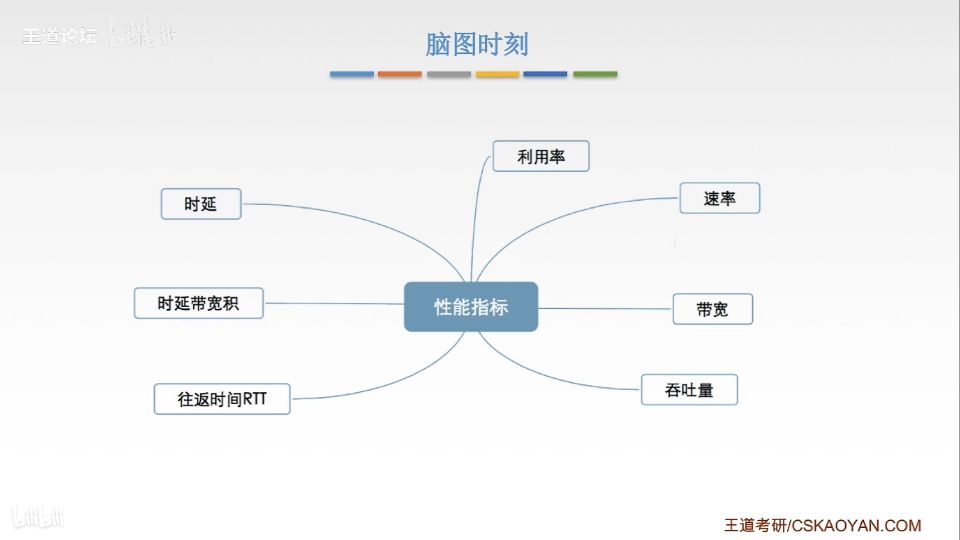 王道论坛 bilibili
脑图时刻
利用率
时延
速率
时延带宽积
性能指标
带宽
往返时间RTT
吞吐量
bilibili
王道考研/CSKAOYAN.COM